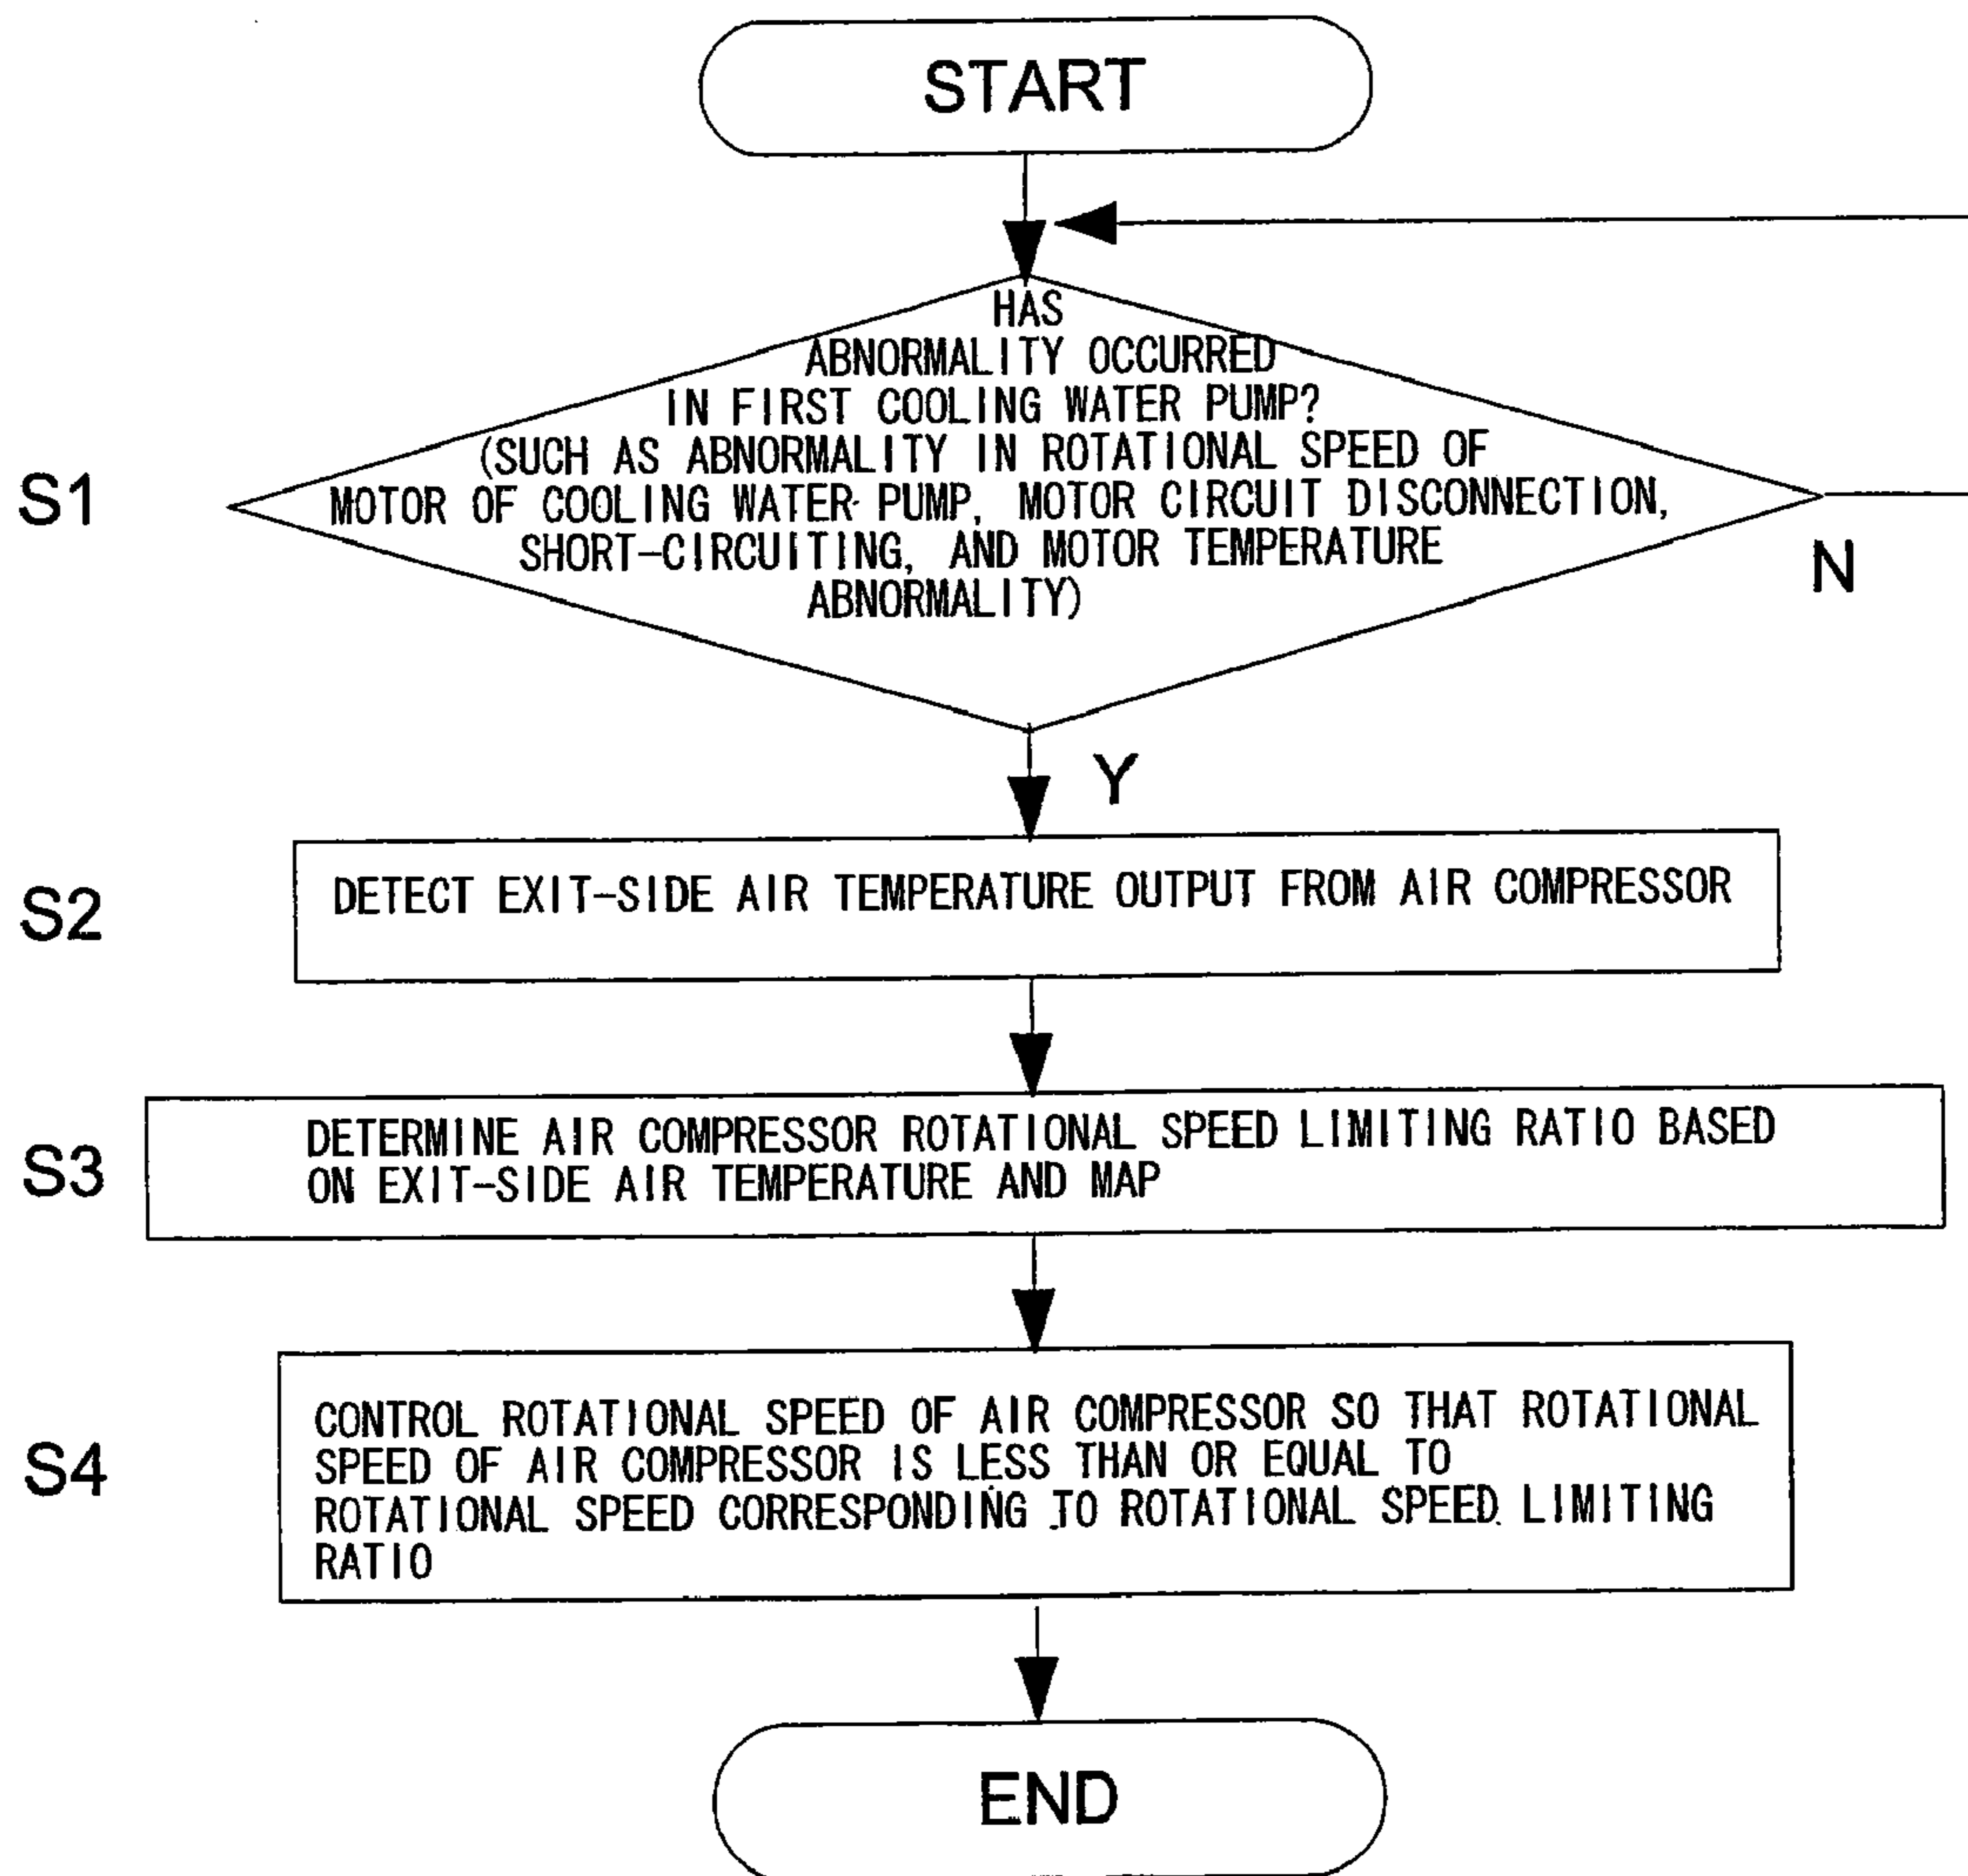 START
HAS
ABNORMALITY OCCURRED
IN FIRST COOLING WATER PUMP?
(SUCH AS ABNORMALITY IN ROTATIONAL SPEED OF
S1
MOTOR OF COOLING WATER PUMP, MOTOR CIRCUIT DISCONNECTION,
SHORT-CIRCUITING, AND MOTOR TEMPERATURE
ABNORMALITY)
N
Y
S2
DETECT EXIT-SIDE AIR TEMPERATURE OUTPUT FROM AIR COMPRESSOR
S3
DETERMINE AIR COMPRESSOR ROTATIONAL SPEED LIMITING RATIO BASED
ON EXIT-SIDE AIR TEMPERATURE AND MAP
S4
CONTROL ROTATIONAL SPEED OF AIR COMPRESSOR SO THAT ROTATIONAL
SPEED OF AIR COMPRESSOR IS LESS THAN OR EQUAL TO
ROTATIONAL SPEED CORRESPONDING TO ROTATIONAL SPEED LIMITING
RATIO
END